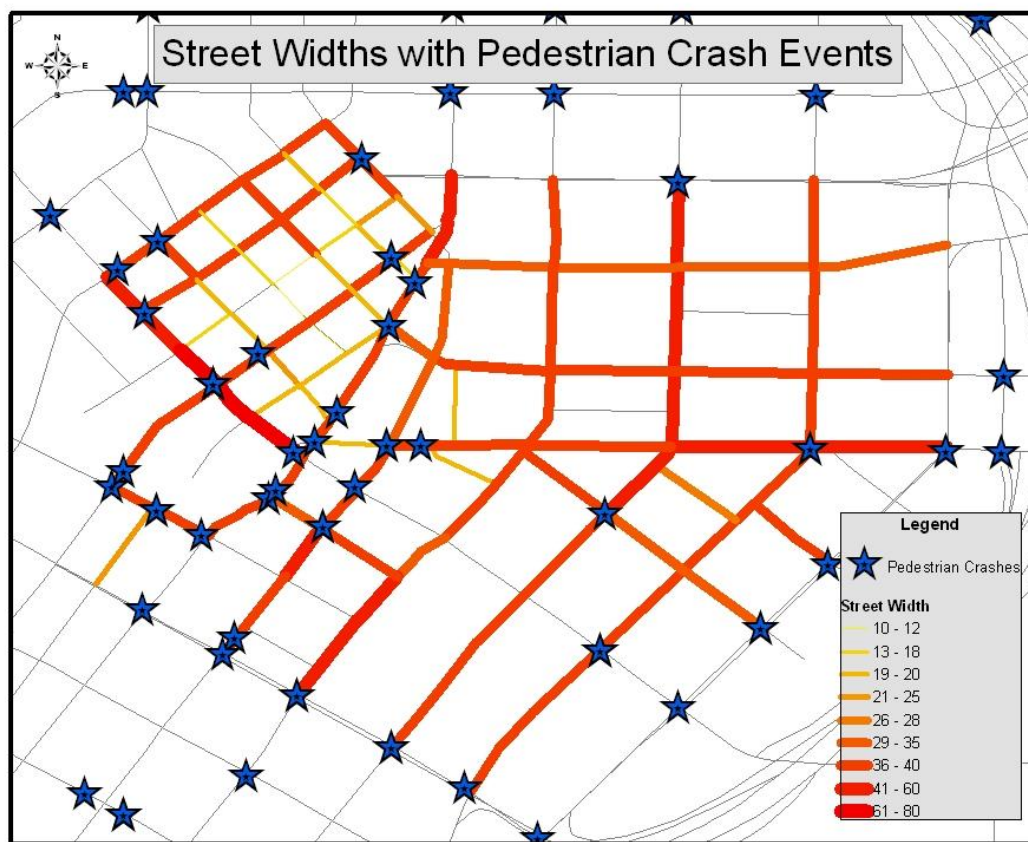 Street Widths with Pedestrian Crash Events
N
W E
S
Legend
Pedestrian Crashes
Street Width
10 - 12
13 - 18
19 - 20
21 - 25
26 - 28
29 - 35
36 - 40
41 - 60
61 - 80